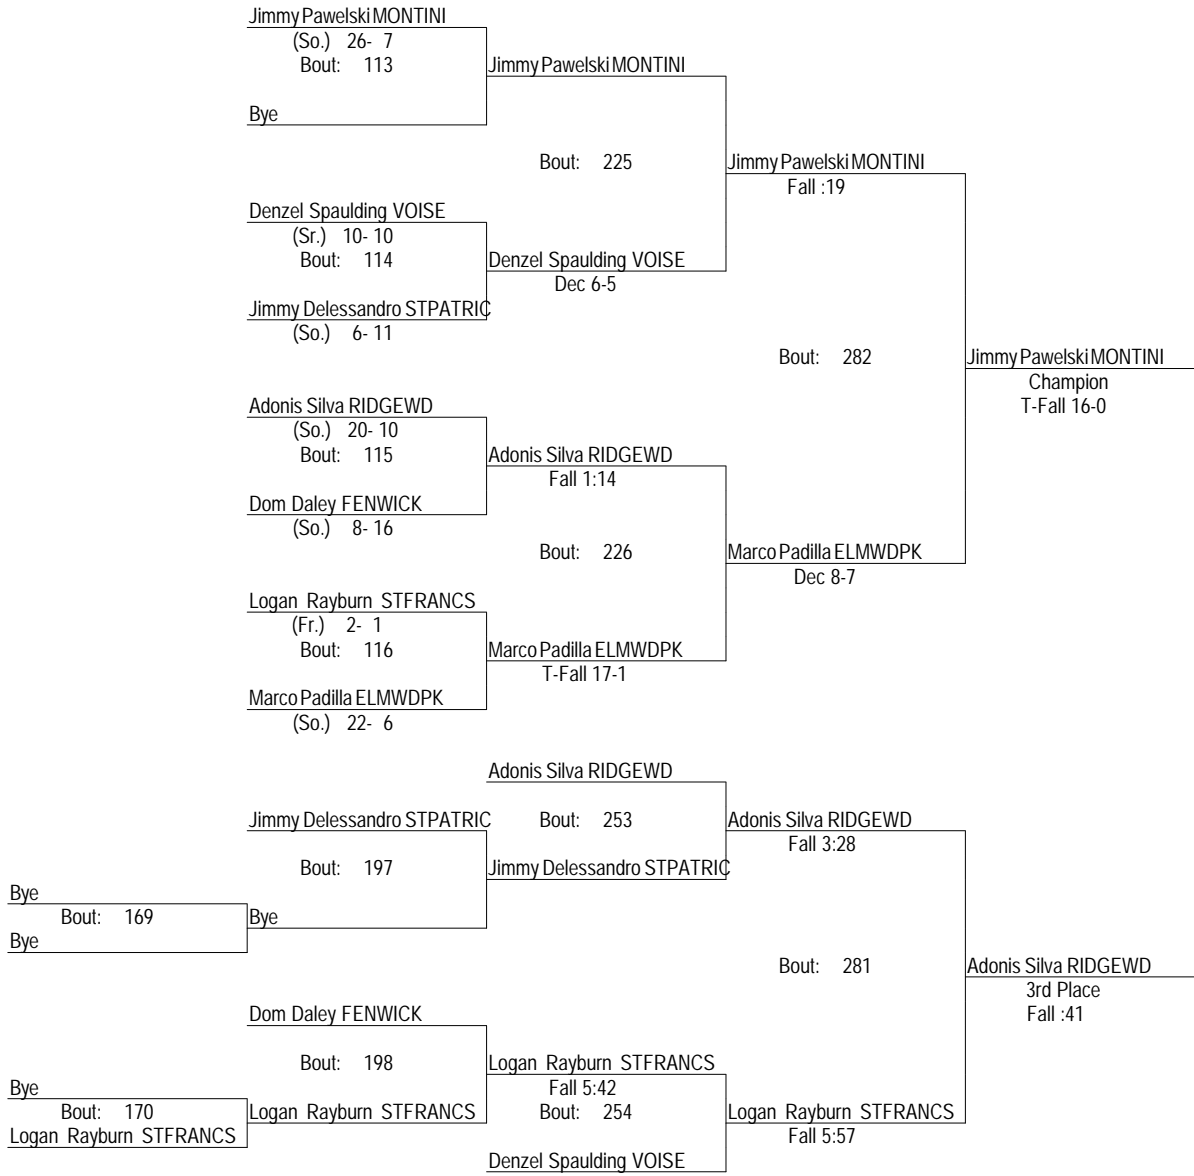 Jimmy Pawelski MONTINI
(So.) 26- 7
Bout: 113
Jimmy Pawelski MONTINI
Bye
Bout: 225
Jimmy Pawelski MONTINI
Fall :19
Denzel Spaulding VOISE
(Sr.) 10- 10
Bout: 114
Denzel Spaulding VOISE
Dec 6-5
Jimmy Delessandro STPATRIC
(So.) 6- 11
Bout: 282
Jimmy Pawelski MONTINI
Champion
T-Fall 16-0
Adonis Silva RIDGEWD
(So.) 20- 10
Bout: 115
Adonis Silva RIDGEWD
Fall 1:14
Dom Daley FENWICK
(So.) 8- 16
Bout: 226
Marco Padilla ELMWDPK
Dec 8-7
Logan Rayburn STFRANCS
(Fr.) 2- 1
Bout: 116
Marco Padilla ELMWDPK
T-Fall 17-1
Marco Padilla ELMWDPK
(So.) 22- 6
Adonis Silva RIDGEWD
Jimmy Delessandro STPATRIC
Bout: 253
Adonis Silva RIDGEWD
Fall 3:28
Bout: 197
Jimmy Delessandro STPATRIC
Bye
Bout: 169
Bye
Bye
Bout: 281
Adonis Silva RIDGEWD
3rd Place
Fall :41
Dom Daley FENWICK
Bout: 198
Logan Rayburn STFRANCS
Fall 5:42
Bye
Bout: 170
Logan Rayburn STFRANCS
Bout: 254
Logan Rayburn STFRANCS
Fall 5:57
Logan Rayburn STFRANCS
Denzel Spaulding VOISE